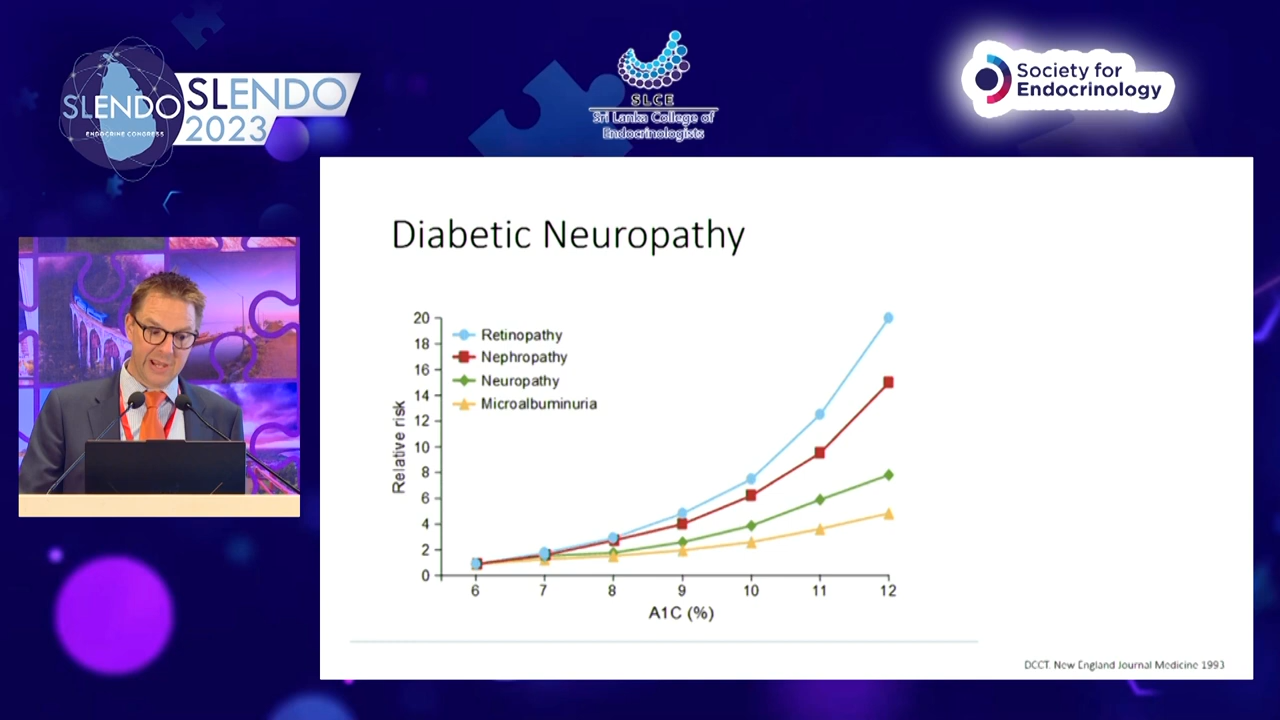 SLENDO
ENDOCRINE CONGRESS
SLENDO
2023
SLCE
Sri Lanka College of
Endocrinologists
Society for
Endocrinology
Diabetic Neuropathy
Retinopathy
Nephropathy
Neuropathy
Microalbuminuria
Relative risk
20
18
16
14
12
10
8
6
4
2
0
6 7 8 9 10 11 12
A1C (%)
DCCT. New England Journal Medicine 1993